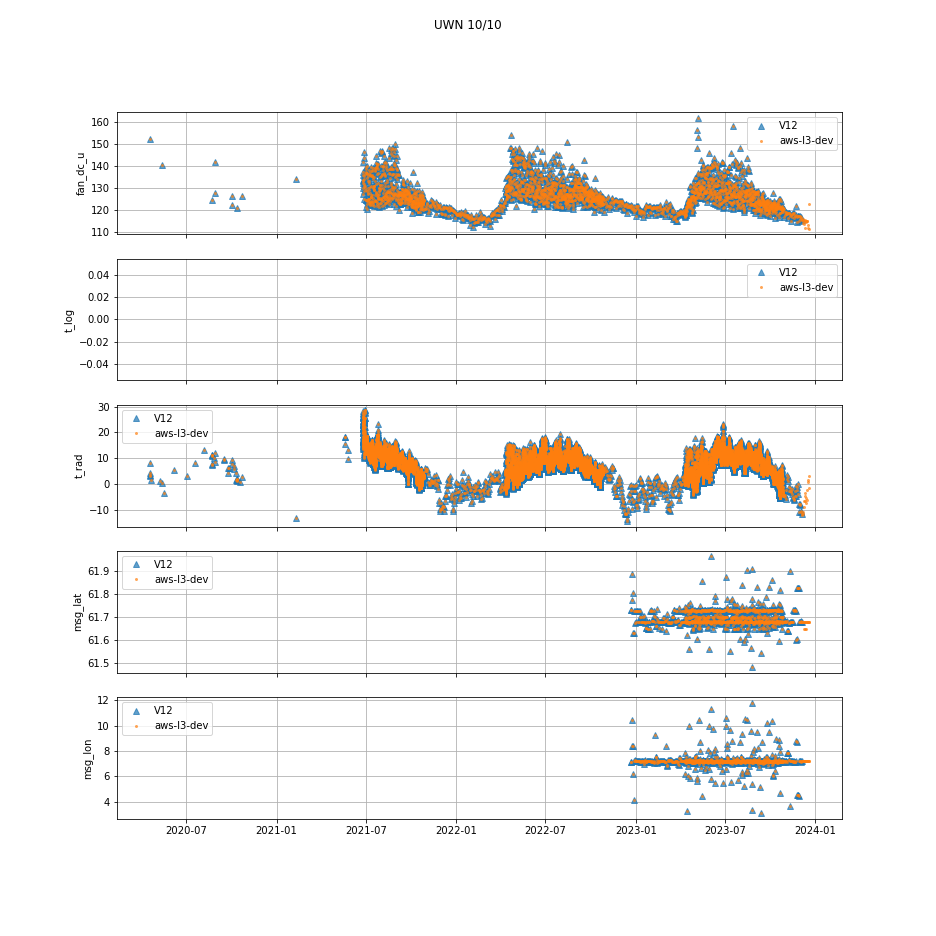 UWN 10/10
160
150
140
130
120
110
fan_dc_u
V12
aws-l3-dev
0.04
0.02
0.00
−0.02
−0.04
t_log
V12
aws-l3-dev
30
20
10
0
−10
t_rad
V12
aws-l3-dev
61.9
61.8
61.7
61.6
61.5
msg_lat
V12
aws-l3-dev
12
10
8
6
4
msg_lon
V12
aws-l3-dev
2020-07 2021-01 2021-07 2022-01 2022-07 2023-01 2023-07 2024-01